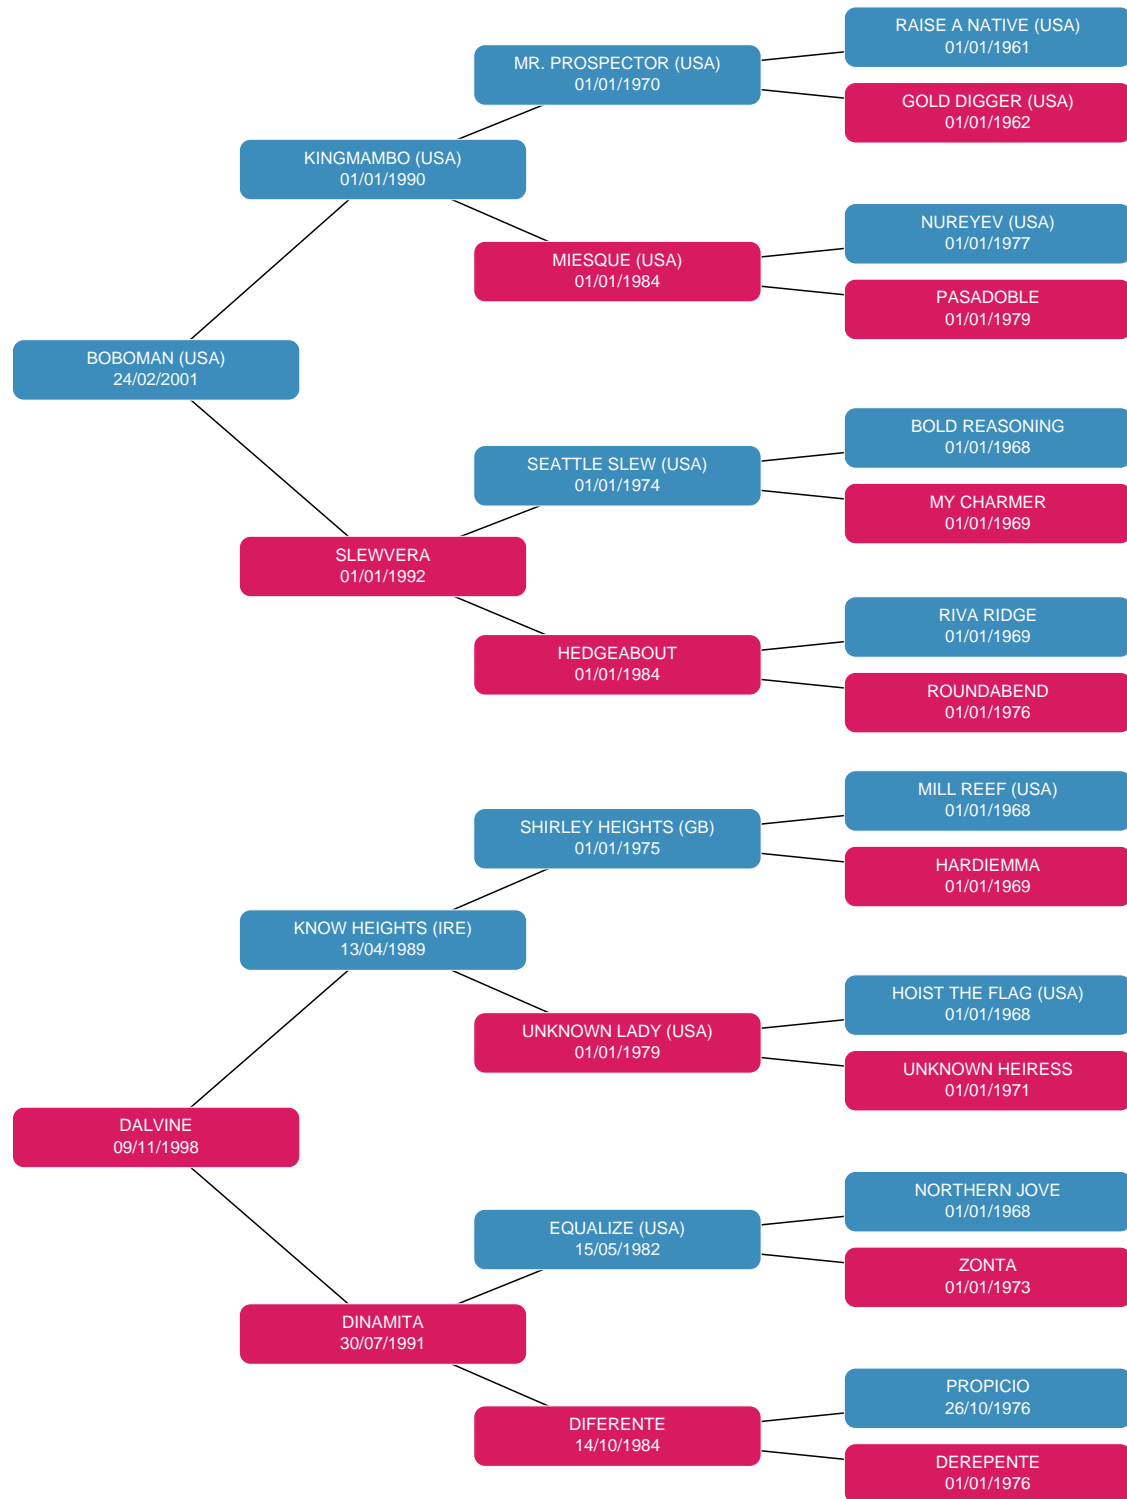 RAISE A NATIVE (USA)
01/01/1961
MR. PROSPECTOR (USA)
01/01/1970
GOLD DIGGER (USA)
01/01/1962
KINGMAMBO (USA)
01/01/1990
NUREYEV (USA)
01/01/1977
MIESQUE (USA)
01/01/1984
PASADOBLE
01/01/1979
BOBOMAN (USA)
24/02/2001
BOLD REASONING
01/01/1968
SEATTLE SLEW (USA)
01/01/1974
MY CHARMER
01/01/1969
SLEWVERA
01/01/1992
RIVA RIDGE
01/01/1969
HEDGEABOUT
01/01/1984
ROUNDABEND
01/01/1976
MILL REEF (USA)
01/01/1968
SHIRLEY HEIGHTS (GB)
01/01/1975
HARDIEMMA
01/01/1969
KNOW HEIGHTS (IRE)
13/04/1989
HOIST THE FLAG (USA)
01/01/1968
UNKNOWN LADY (USA)
01/01/1979
UNKNOWN HEIRESS
01/01/1971
DALVINE
09/11/1998
NORTHERN JOVE
01/01/1968
EQUALIZE (USA)
15/05/1982
ZONTA
01/01/1973
DINAMITA
30/07/1991
PROPICIO
26/10/1976
DIFERENTE
14/10/1984
DEREPENTE
01/01/1976